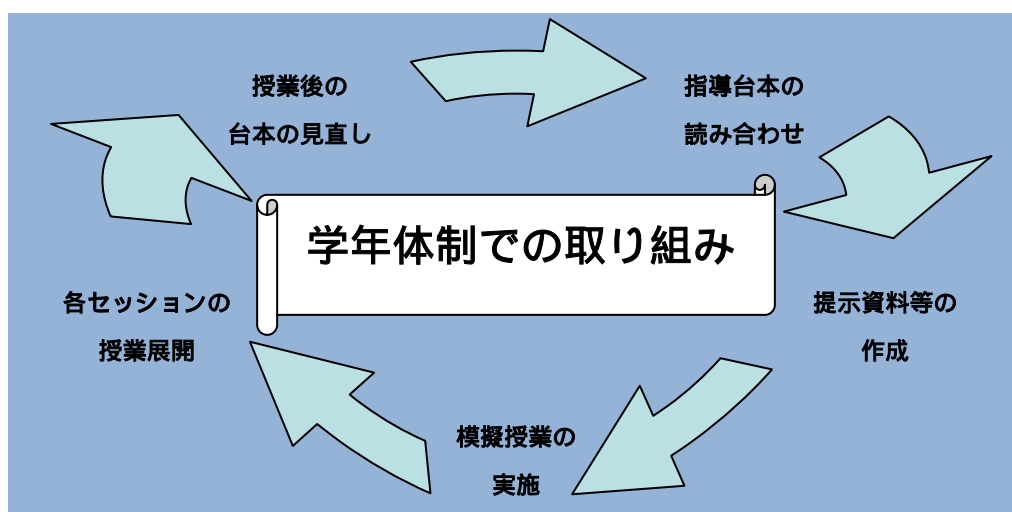 授業後の
台本の見直し
指導台本の
読み合わせ
学年体制での取り組み
各セッションの
授業展開
提示資料等の
作成
模擬授業の
実施